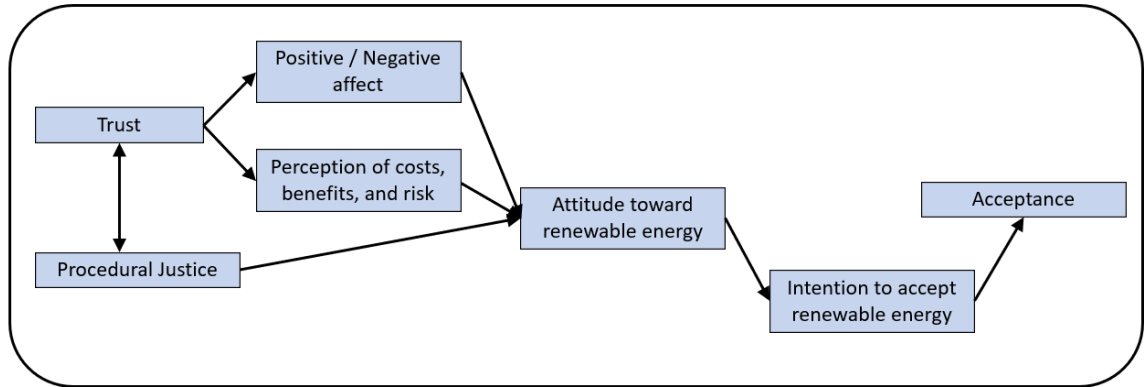 Positive / Negative
affect
Trust
Perception of costs,
benefits, and risk
Procedural Justice
Attitude toward
renewable energy
Acceptance
Intention to accept
renewable energy